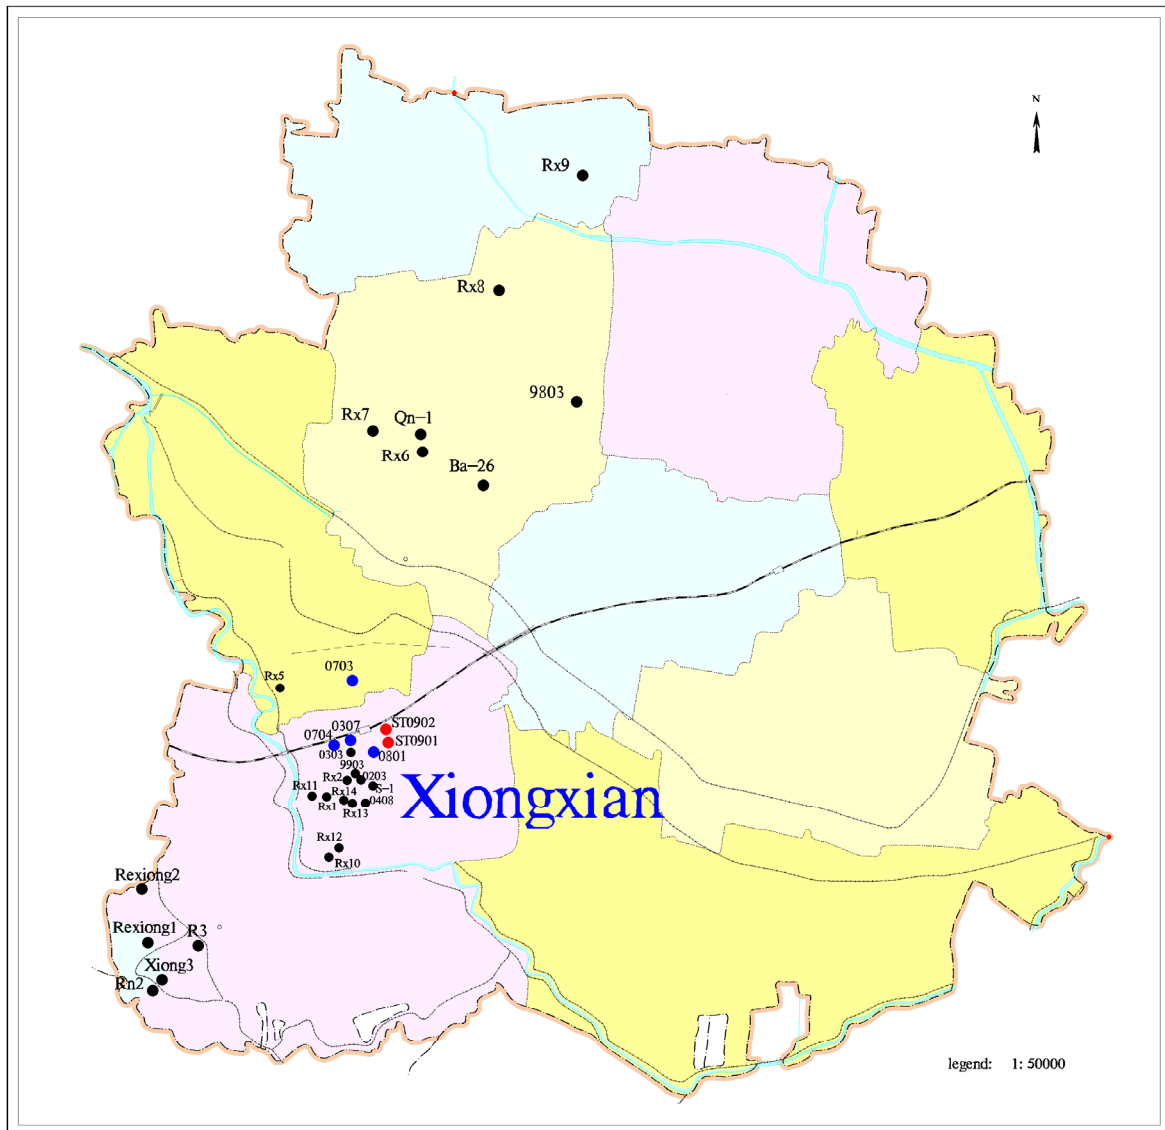 N
Rx9
Rx8
9803
Rx7
Qn-1
Rx6
Ba-26
Rx5
0703
ST0902
0307
0704
ST0901
0303
0801
9903
Rx2
0203
S-1
Rx11
Rx14
Rx1
0408
Rx13
Xiongxian
Rx12
Rx10
Rexiong2
Rexiong1
R3
Xiong3
Rn2
legend: 1: 50000